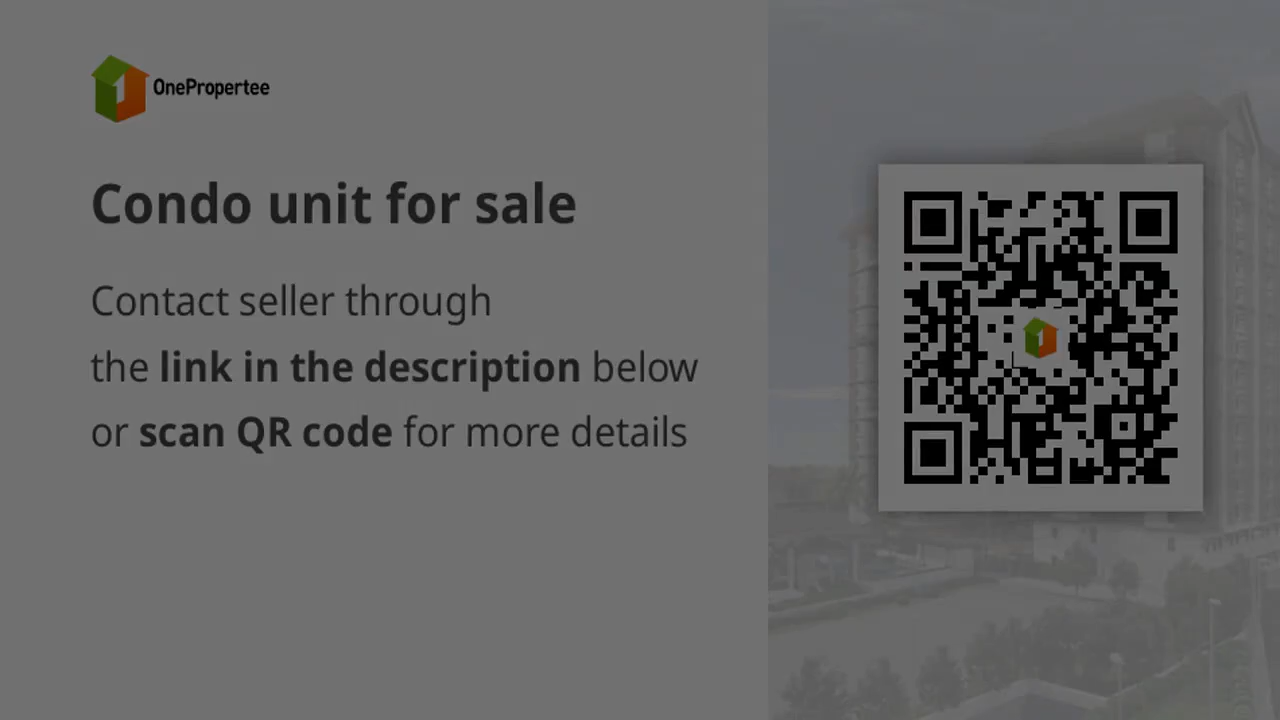 OnePropertee
Condo unit for sale
Contact seller through
the link in the description below
or scan QR code for more details